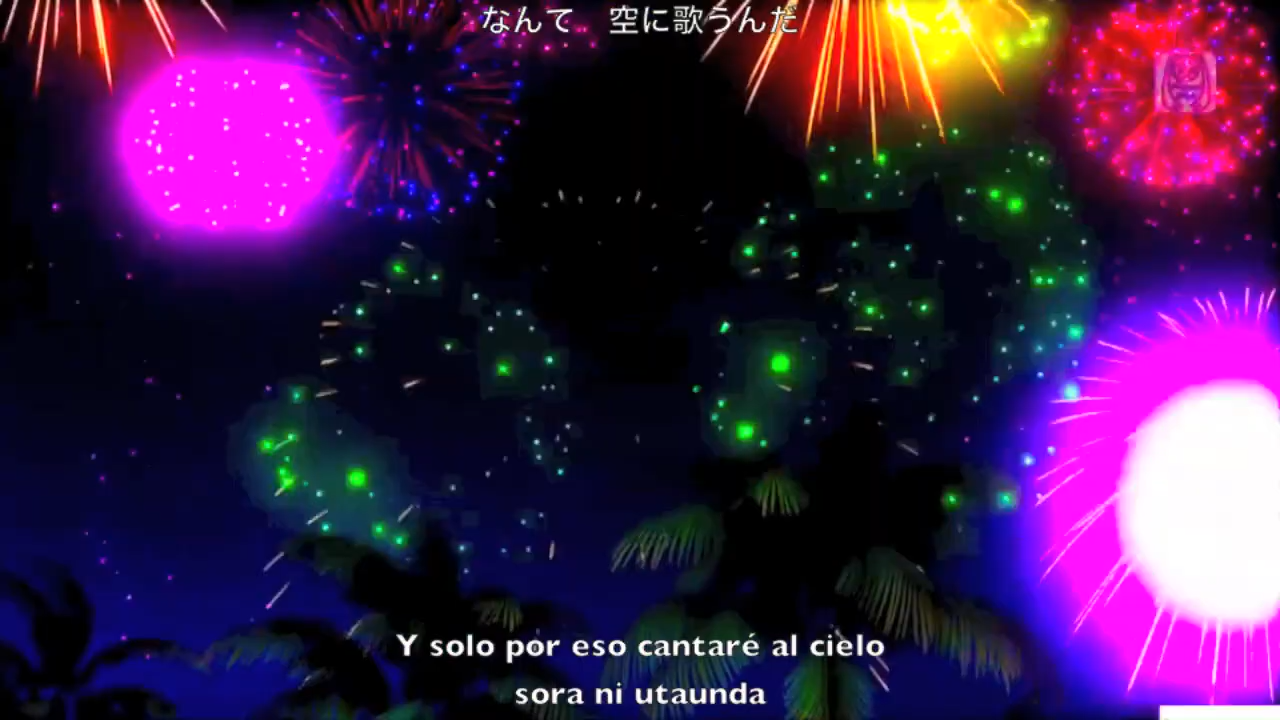 なんて　空に歌うんだ
Y solo por eso cantaré al cielo
sora ni utaunda